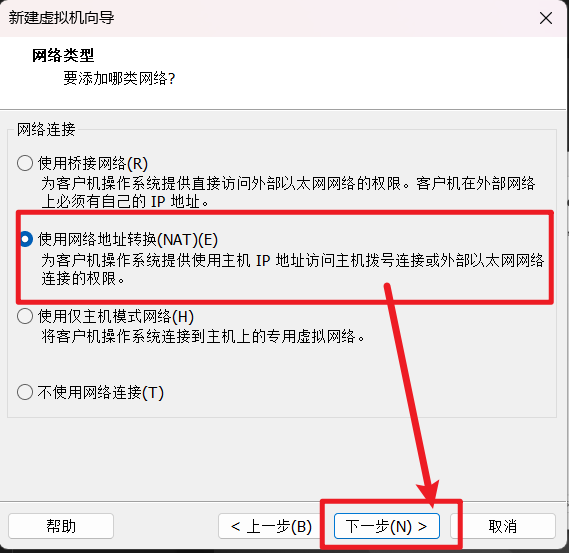 新建虚拟机向导
网络类型
要添加哪类网络?
网络连接
使用桥接网络(R)
为客户机操作系统提供直接访问外部以太网网络的权限。客户机在外部网络
上必须有自己的 IP 地址。
使用网络地址转换(NAT)(E)
为客户机操作系统提供使用主机 IP 地址访问主机拨号连接或外部以太网网络
连接的权限。
使用仅主机模式网络(H)
将客户机操作系统连接到主机上的专用虚拟网络。
不使用网络连接(T)
帮助 < 上一步(B) 下一步(N) > 取消